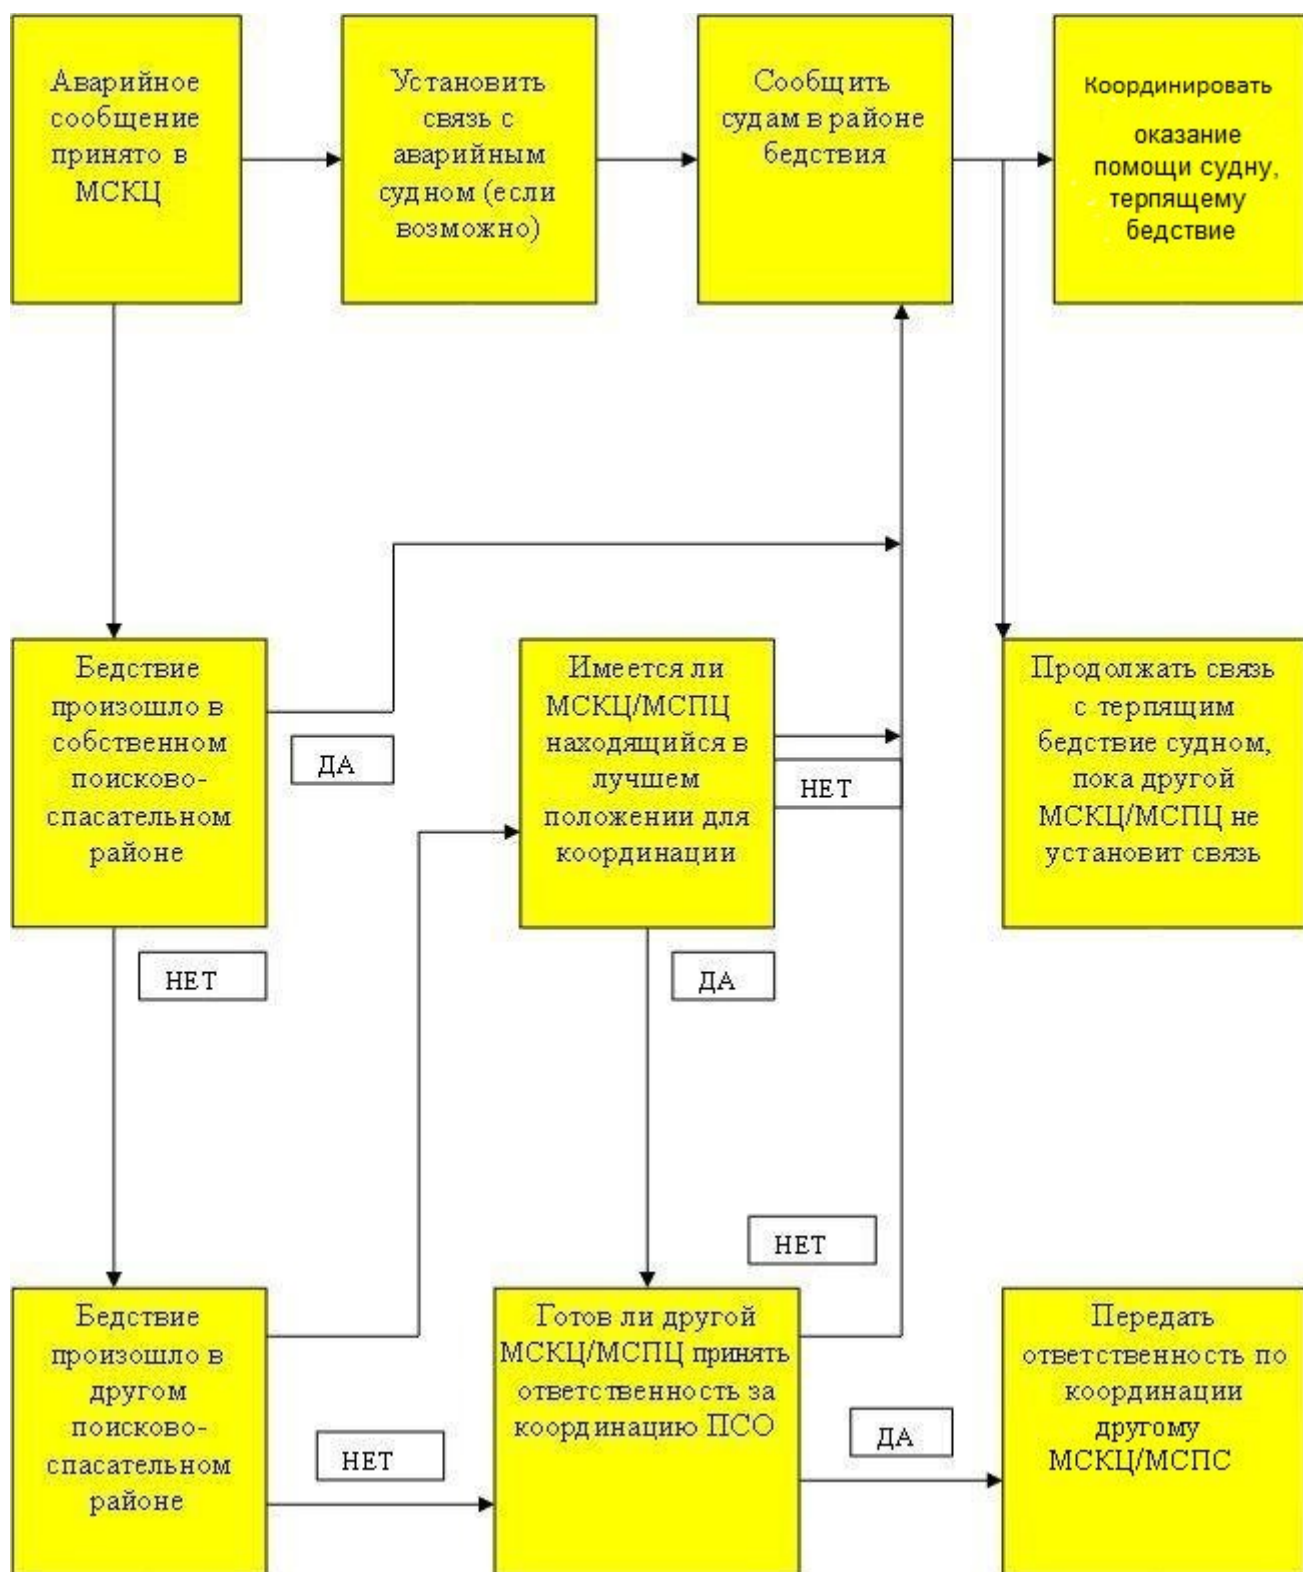 Аварийное
сообщение
принято в
МСКЦ
Установить
связь с
аварийным
судном (если
возможно)
Сообщить
судам в районе
бедствия
Координировать
оказание
помощи судну,
терпящему
бедствие
Бедствие
произошло в
собственном
поисково-
спасательном
районе
ДА
Имеется ли
МСКЦ/МСПЦ
находящийся в
лучшем
положении для
координации
НЕТ
Продолжать связь
с терпящим
бедствие судном,
пока другой
МСКЦ/МСПЦ не
установит связь
НЕТ
ДА
НЕТ
Бедствие
произошло в
другом
поисково-
спасательном
районе
НЕТ
Готов ли другой
МСКЦ/МСПЦ принять
ответственность за
координацию ПСО
ДА
Передать
ответственность по
координации
другому
МСКЦ/МСПС